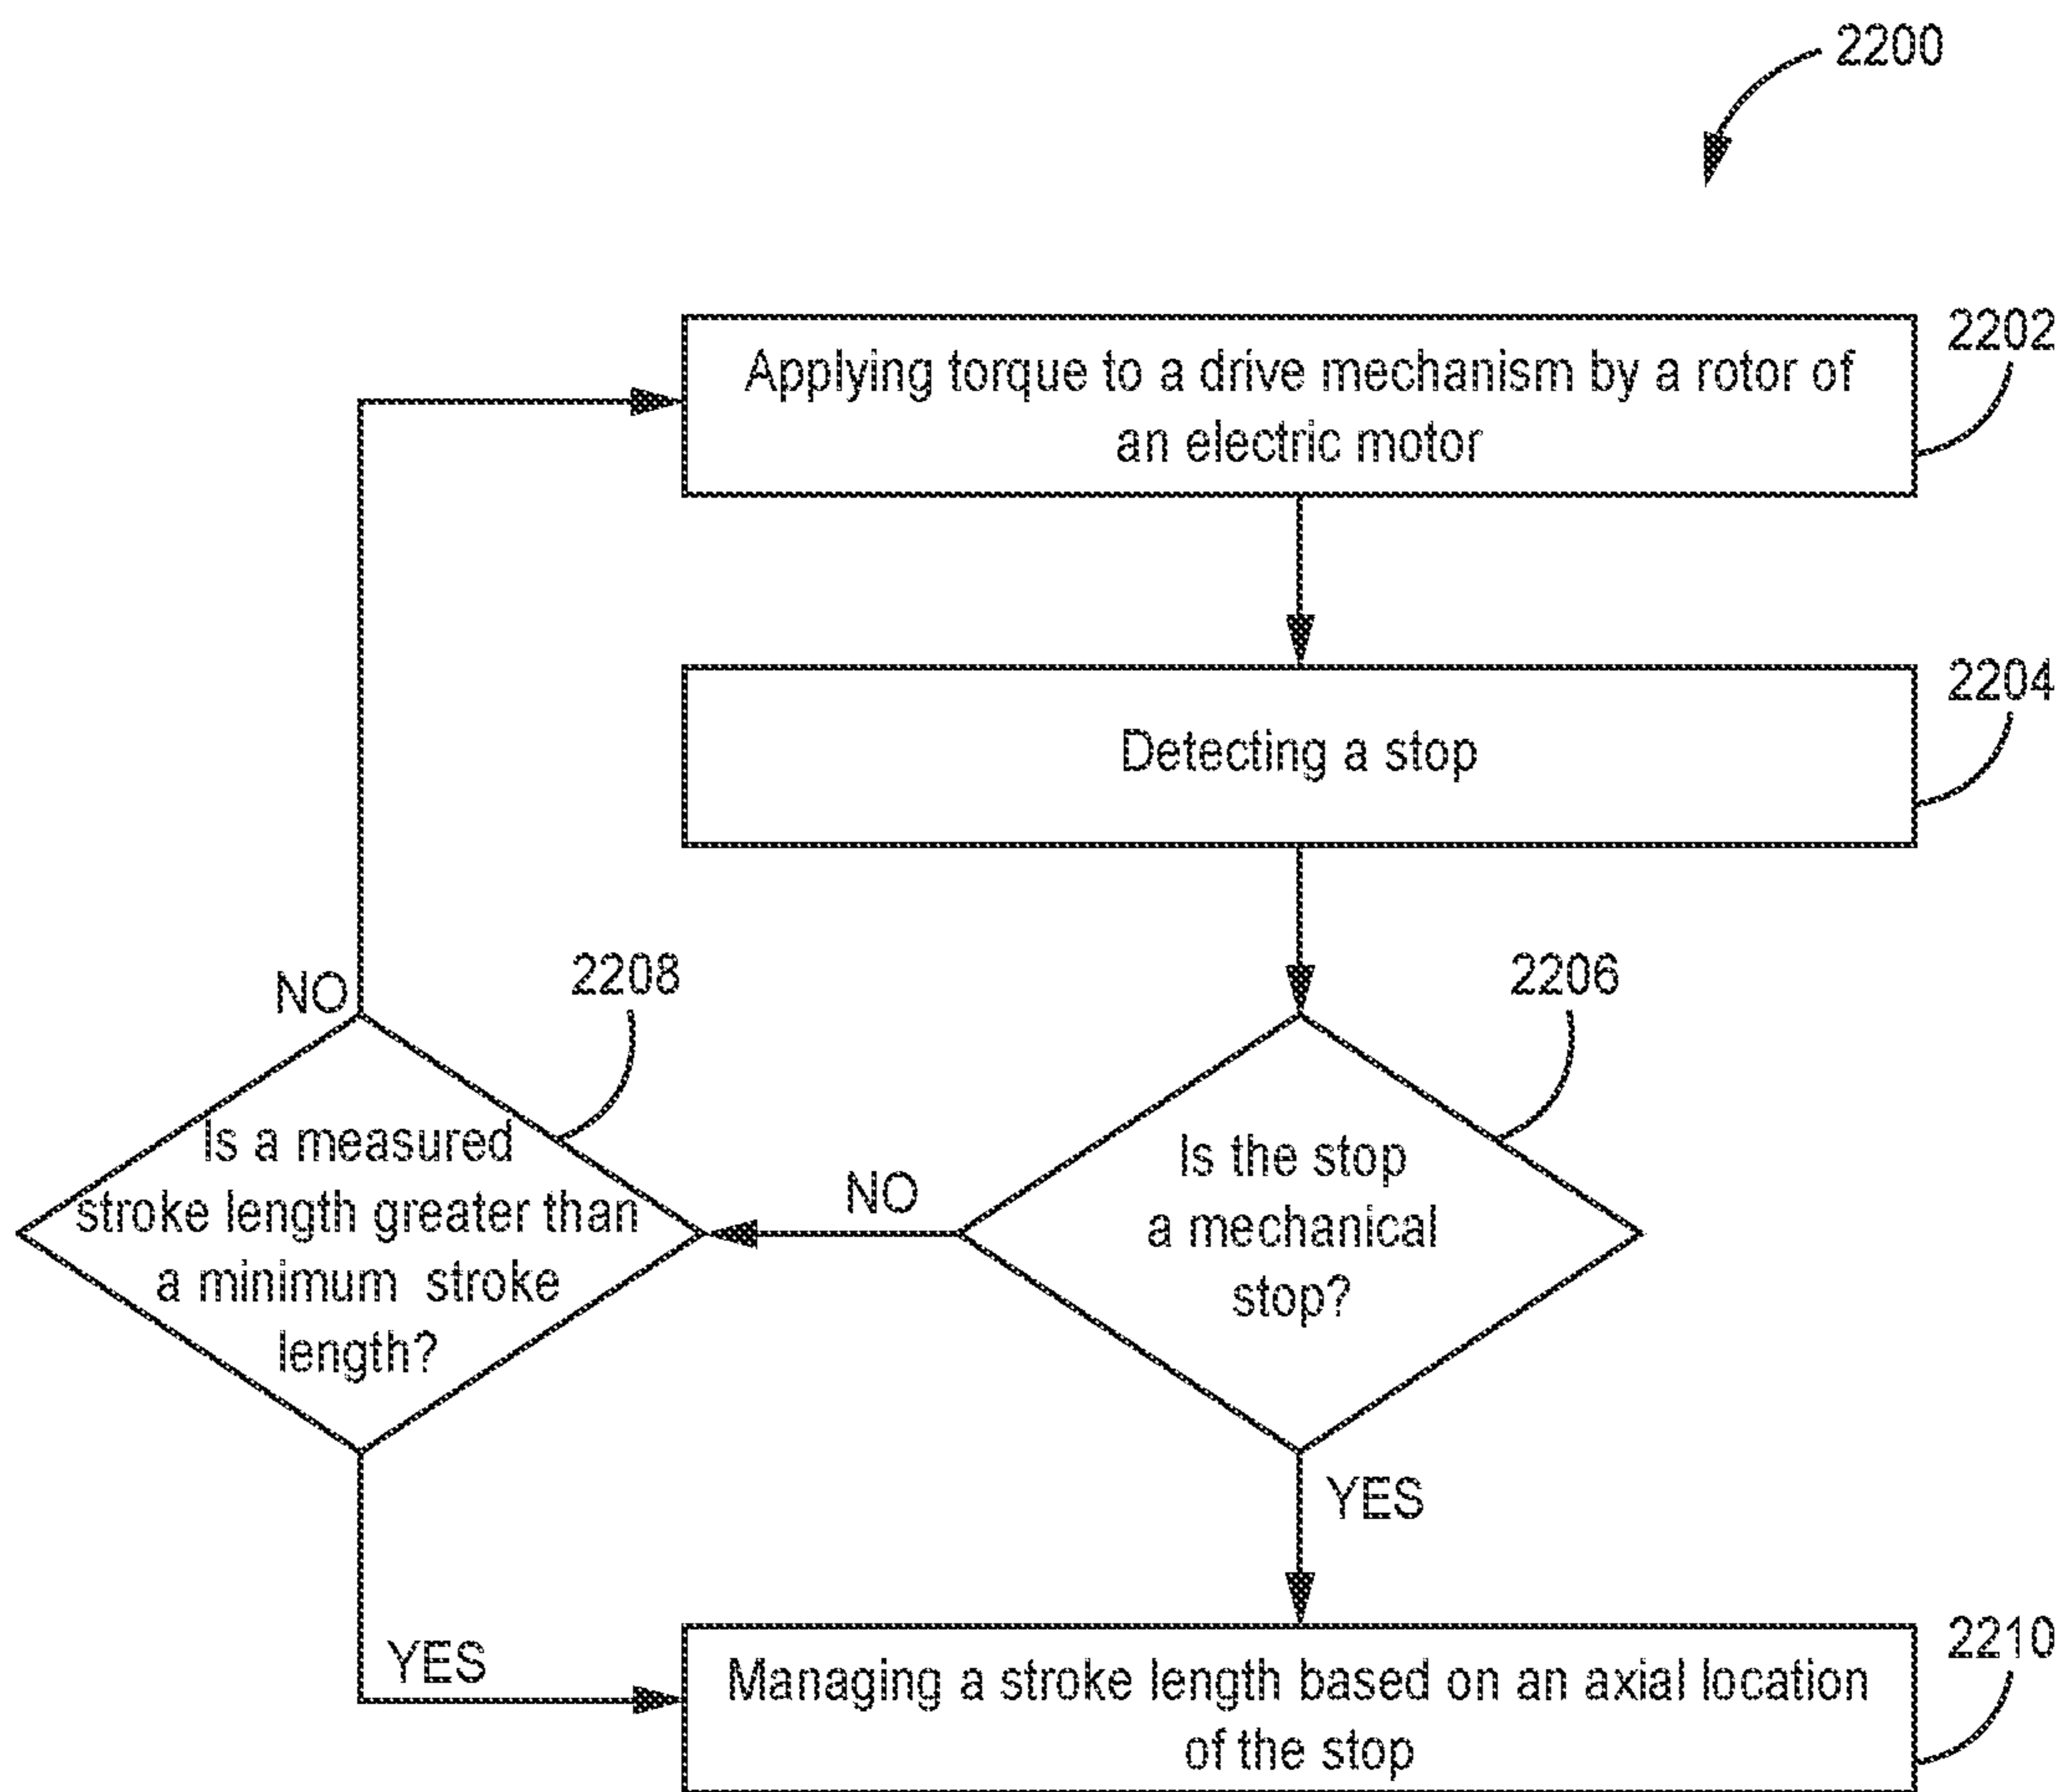 2200
Applying torque to a drive mechanism by a rotor of
an electric motor
2202
Detecting a stop
2204
NO
2208
2206
Is a measured
stroke length greater than
a minimum stroke
length?
NO
Is the stop
a mechanical
stop?
YES
YES
Managing a stroke length based on an axial location
of the stop
2210